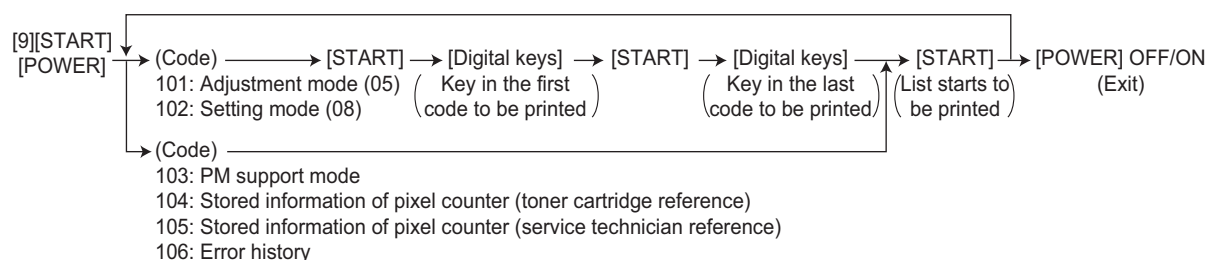 [9][START]
[POWER]
(Code)
[START]
[Digital keys]
[START]
[Digital keys]
[START]
[POWER] OFF/ON
101: Adjustment mode (05)
102: Setting mode (08)
(Key in the first
code to be printed)
(Key in the last
code to be printed)
(List starts to
be printed)
(Exit)
(Code)
103: PM support mode
104: Stored information of pixel counter (toner cartridge reference)
105: Stored information of pixel counter (service technician reference)
106: Error history